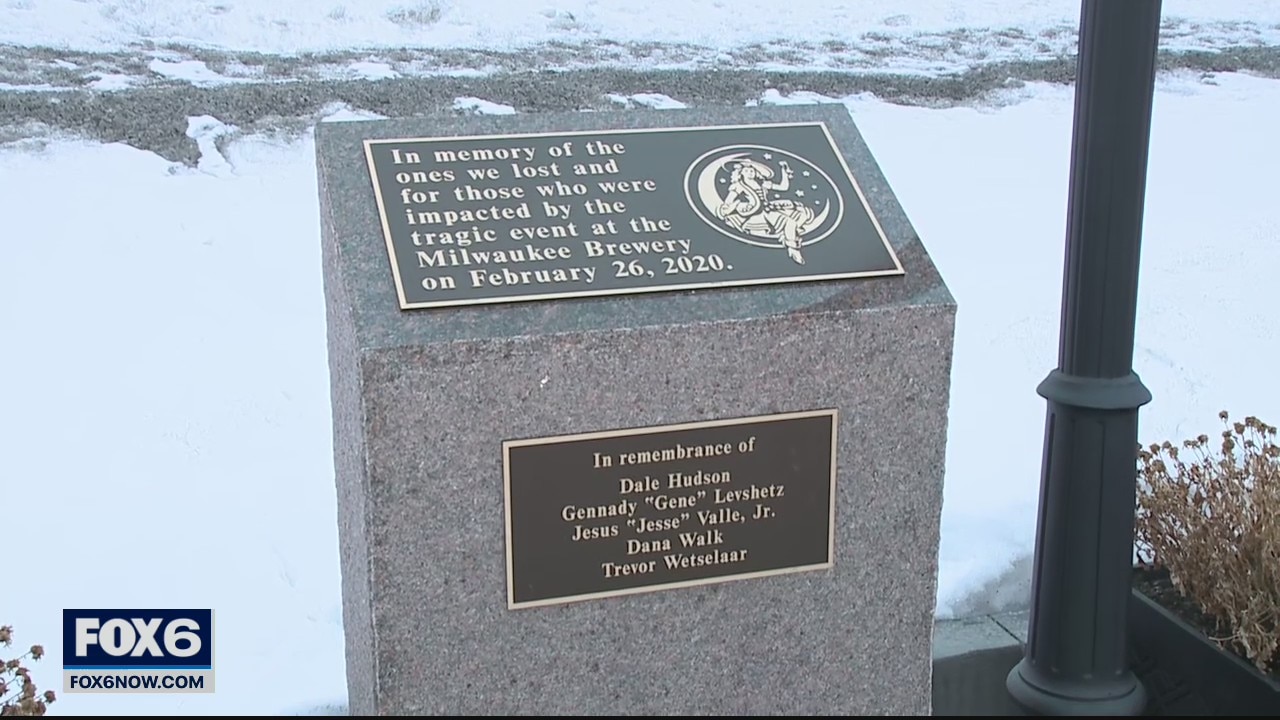 In memory of the
ones we lost and
for those who were
impacted by the
tragic event at the
Milwaukee Brewery
on February 26, 2020.
In remembrance of
Dale Hudson
Gennady "Gene" Levshetz
Jesus "Jesse" Valle, Jr.
Dana Walk
Trevor Wetselaar
FOX6
FOX6NOW.COM